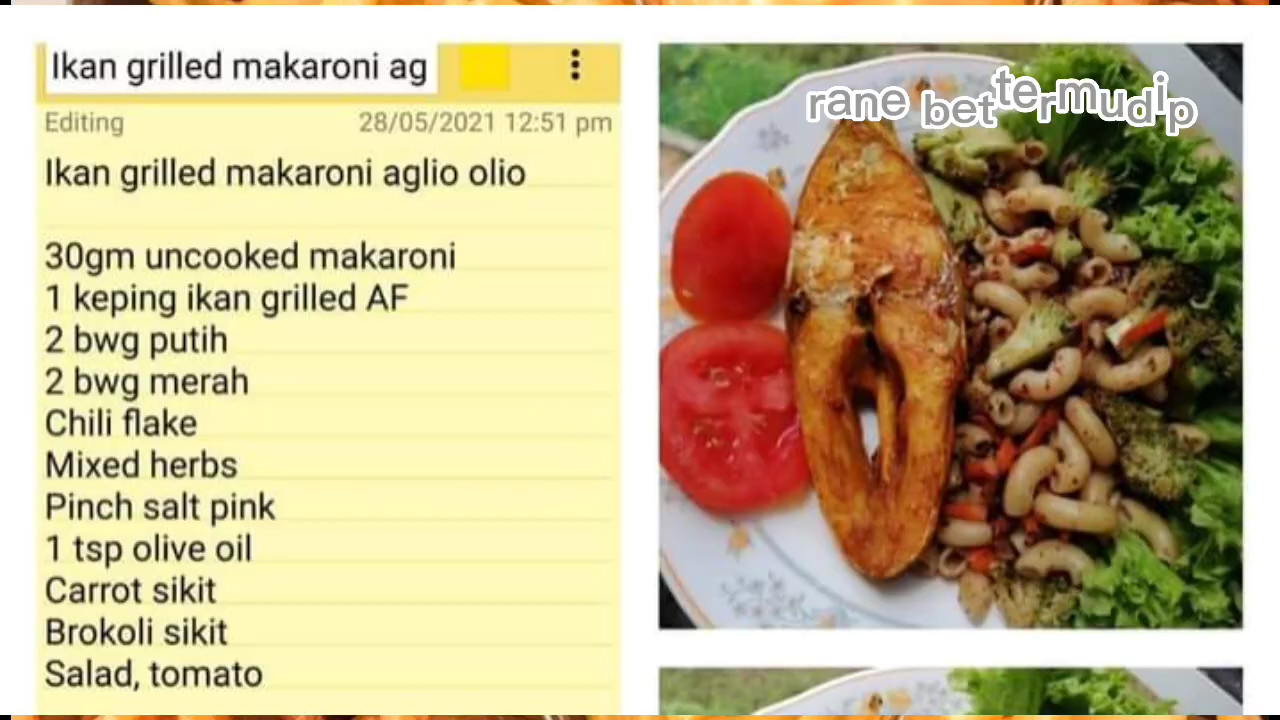 Ikan grilled makaroni ag
Editing 28/05/2021 12:51 pm
Ikan grilled makaroni aglio olio
30gm uncooked makaroni
1 keping ikan grilled AF
2 bwg putih
2 bwg merah
Chili flake
Mixed herbs
Pinch salt pink
1 tsp olive oil
Carrot sikit
Brokoli sikit
Salad, tomato
rane bettermudip